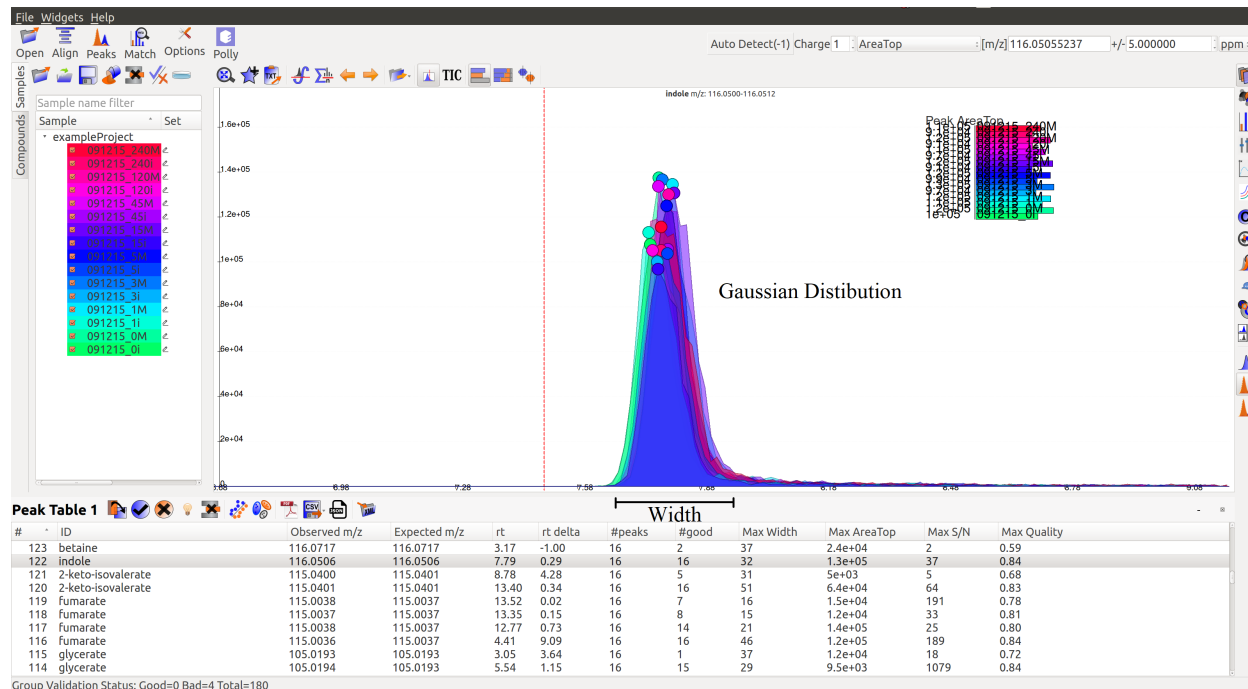 File Widgets Help
Open Align Peaks Match Options Polly
Auto Detect(-1) Charge 1 AreaTop [m/z] 116.05055237 +/- 5.000000 ppm
TIC
Samples
Compounds
Sample name filter
Sample Set
exampleProject
091215_240M
091215_240i
091215_120M
091215_120i
091215_45M
091215_45i
091215_15M
091215_15i
091215_5M
091215_5i
091215_3M
091215_3i
091215_1M
091215_1i
091215_0M
091215_0i
indole m/z: 116.0500-116.0512
Peak AreaTop
1e+05 091215_0i
1.6e+05
1.4e+05
1.2e+05
1e+05
8e+04
6e+04
4e+04
2e+04
0
Gaussian Distibution
6.98 7.28 7.58 7.88 8.18 8.48 8.78 9.08
Width
Peak Table 1 PDF CSV JSON
# ID Observed m/z Expected m/z rt rt delta #peaks #good Max Width Max AreaTop Max S/N Max Quality
123 betaine 116.0717 116.0717 3.17 -1.00 16 2 37 2.4e+04 2 0.59
122 indole 116.0506 116.0506 7.79 0.29 16 16 32 1.3e+05 37 0.84
121 2-keto-isovalerate 115.0400 115.0401 8.78 4.28 16 5 31 5e+03 5 0.68
120 2-keto-isovalerate 115.0401 115.0401 13.40 0.34 16 16 51 6.4e+04 64 0.83
119 fumarate 115.0038 115.0037 13.52 0.02 16 7 16 1.5e+04 191 0.78
118 fumarate 115.0037 115.0037 13.35 0.15 16 8 15 1.2e+04 33 0.81
117 fumarate 115.0038 115.0037 12.77 0.73 16 14 21 1.4e+05 25 0.80
116 fumarate 115.0036 115.0037 4.41 9.09 16 16 46 1.2e+05 189 0.84
115 glycerate 105.0193 105.0193 3.05 3.64 16 1 37 1.2e+04 18 0.72
114 glycerate 105.0194 105.0193 5.54 1.15 16 15 29 9.5e+03 1079 0.84
Group Validation Status: Good=0 Bad=4 Total=180